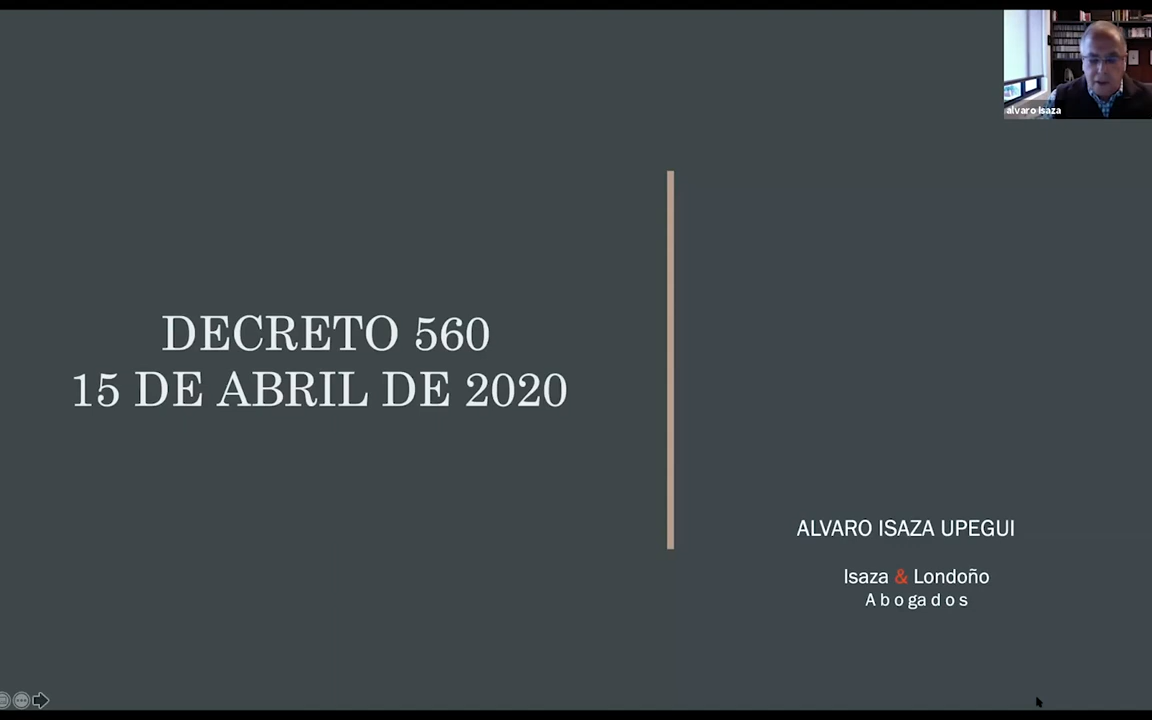 alvaro Isaza
DECRETO 560
15 DE ABRIL DE 2020
ALVARO ISAZA UPEGUI
Isaza & Londoño
Abogados